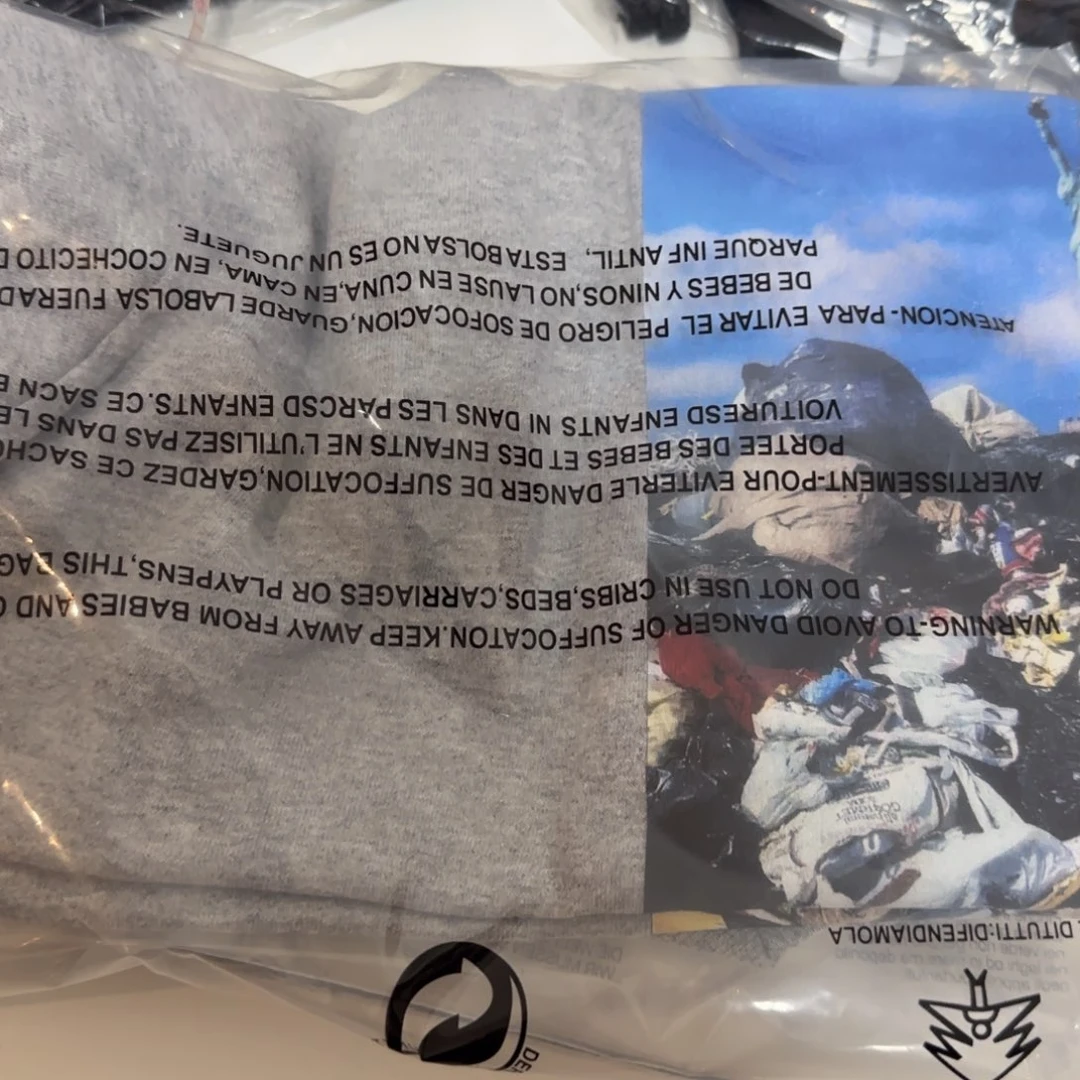 DITUTTI:DIFENDIAMOLA
WARNING-TO AVOID DANGER OF SUFFOCATON.KEEP AWAY FROM BABIES AND
DO NOT USE IN CRIBS,BEDS,CARRIAGES OR PLAYPENS,THIS BAG
AVERTISSEMENT-POUR EVITERLE DANGER DE SUFFOCATION,GARDEZ CE
PORTEE DES BEBES ET DES ENFANTS NE L'UTILISEZ PAS DANS
VOITURESD ENFANTS NI DANS LES PARCSD ENFANTS.CE SACN
ATENCION-PARA EVITAR EL PELIGRO DE SOFOCACION,GUARDE LABOLSA
DE BEBES Y NINOS,NO LAUSE EN CUNA,EN CAMA, EN COCHECITO
PARQUE INFANTIL, ESTABOLSA NO ES UN JUGUETE.